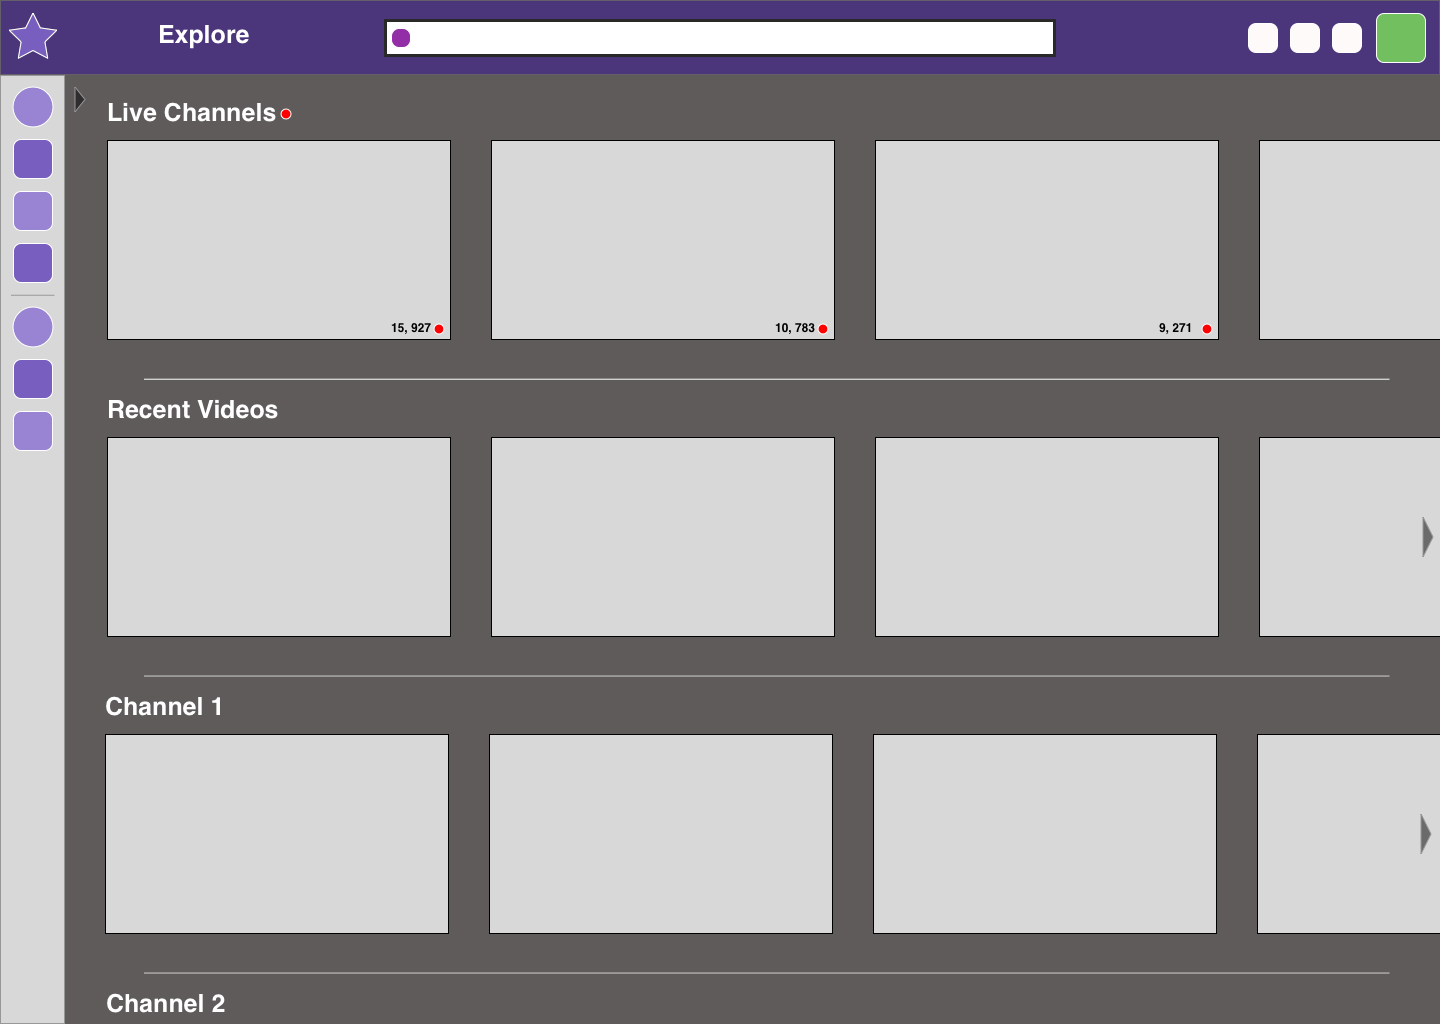 Explore
Live Channels
15, 927
10, 783
9, 271
Recent Videos
Channel 1
Channel 2